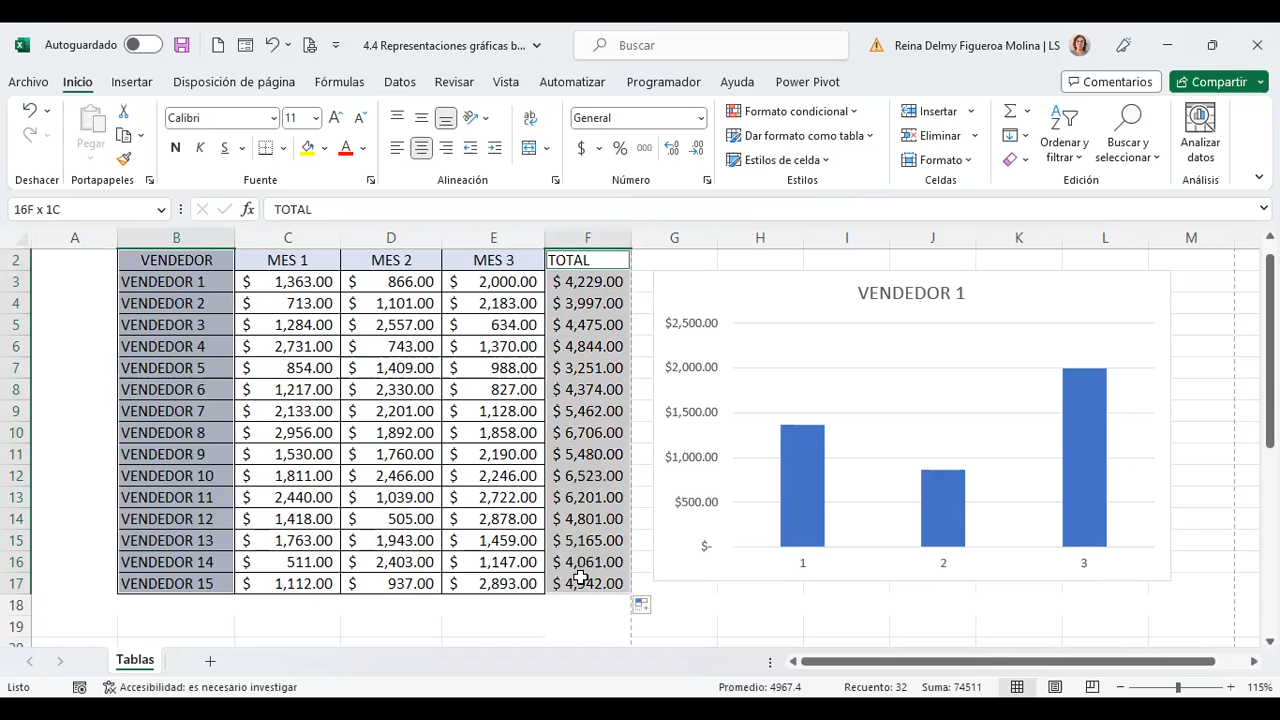 Autoguardado
4.4 Representaciones gráficas b...
Buscar
Reina Delmy Figueroa Molina | LS
Archivo Inicio Insertar Disposición de página Fórmulas Datos Revisar Vista Automatizar Programador Ayuda Power Pivot
Comentarios Compartir
Pegar
Calibri 11
N K S
General
$ % 000
Formato condicional
Dar formato como tabla
Estilos de celda
Insertar
Eliminar
Formato
Ordenar y filtrar
Buscar y seleccionar
Analizar datos
Deshacer Portapapeles Fuente Alineación Número Estilos Celdas Edición Análisis
16F x 1C fx TOTAL
A B C D E F G H I J K L M
2 VENDEDOR MES 1 MES 2 MES 3 TOTAL
3 VENDEDOR 1 $ 1,363.00 $ 866.00 $ 2,000.00 $ 4,229.00
4 VENDEDOR 2 $ 713.00 $ 1,101.00 $ 2,183.00 $ 3,997.00
5 VENDEDOR 3 $ 1,284.00 $ 2,557.00 $ 634.00 $ 4,475.00
6 VENDEDOR 4 $ 2,731.00 $ 743.00 $ 1,370.00 $ 4,844.00
7 VENDEDOR 5 $ 854.00 $ 1,409.00 $ 988.00 $ 3,251.00
8 VENDEDOR 6 $ 1,217.00 $ 2,330.00 $ 827.00 $ 4,374.00
9 VENDEDOR 7 $ 2,133.00 $ 2,201.00 $ 1,128.00 $ 5,462.00
10 VENDEDOR 8 $ 2,956.00 $ 1,892.00 $ 1,858.00 $ 6,706.00
11 VENDEDOR 9 $ 1,530.00 $ 1,760.00 $ 2,190.00 $ 5,480.00
12 VENDEDOR 10 $ 1,811.00 $ 2,466.00 $ 2,246.00 $ 6,523.00
13 VENDEDOR 11 $ 2,440.00 $ 1,039.00 $ 2,722.00 $ 6,201.00
14 VENDEDOR 12 $ 1,418.00 $ 505.00 $ 2,878.00 $ 4,801.00
15 VENDEDOR 13 $ 1,763.00 $ 1,943.00 $ 1,459.00 $ 5,165.00
16 VENDEDOR 14 $ 511.00 $ 2,403.00 $ 1,147.00 $ 4,061.00
17 VENDEDOR 15 $ 1,112.00 $ 937.00 $ 2,893.00 $ 4,942.00
18
19
VENDEDOR 1
$2,500.00
$2,000.00
$1,500.00
$1,000.00
$500.00
$-
1 2 3
Tablas
Listo Accesibilidad: es necesario investigar Promedio: 4967.4 Recuento: 32 Suma: 74511 115%